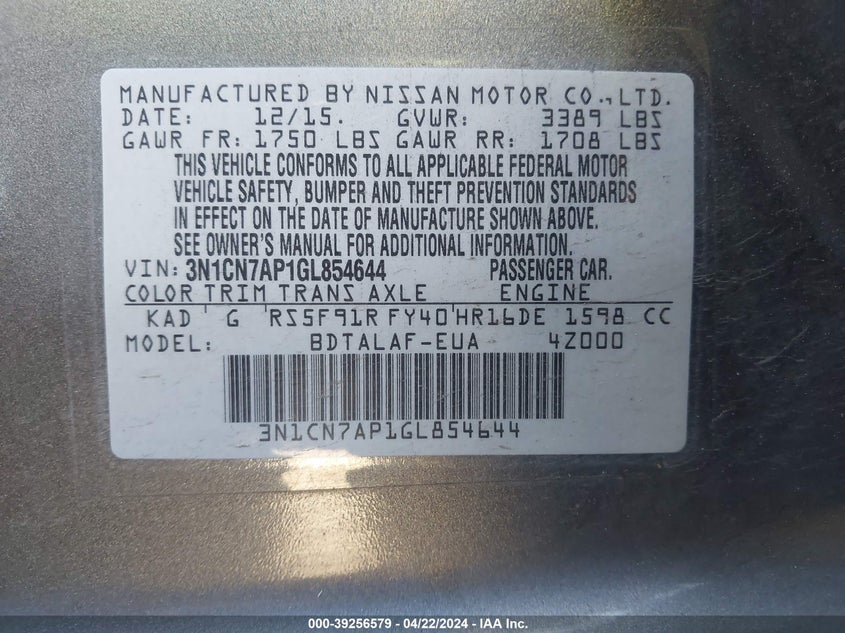 MANUFACTURED BY NISSAN MOTOR CO., LTD.
DATE: 12/15. GVWR: 3389 LBS
GAWR FR: 1750 LBS GAWR RR: 1708 LBS
THIS VEHICLE CONFORMS TO ALL APPLICABLE FEDERAL MOTOR
VEHICLE SAFETY, BUMPER AND THEFT PREVENTION STANDARDS
IN EFFECT ON THE DATE OF MANUFACTURE SHOWN ABOVE.
SEE OWNER'S MANUAL FOR ADDITIONAL INFORMATION.
VIN: 3N1CN7AP1GL854644 PASSENGER CAR.
COLOR TRIM TRANS AXLE ENGINE
KAD G RS5F91R FY40 HR16DE 1598 CC
MODEL: BDTALAF-EUA 4Z000
3N1CN7AP1GL854644
000-39256579 - 04/22/2024 - IAA Inc.